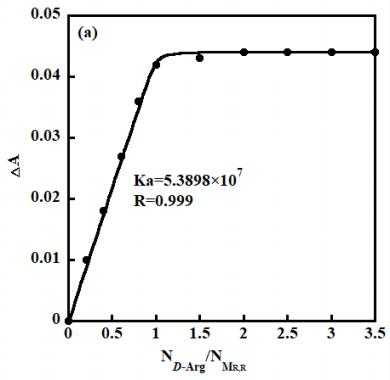 0.05
(a)
0.04
0.03
ΔA
Ka=5.3898×10⁷
R=0.999
0.02
0.01
0
0 0.5 1 1.5 2 2.5 3 3.5
N_D-Arg/N_MR,R